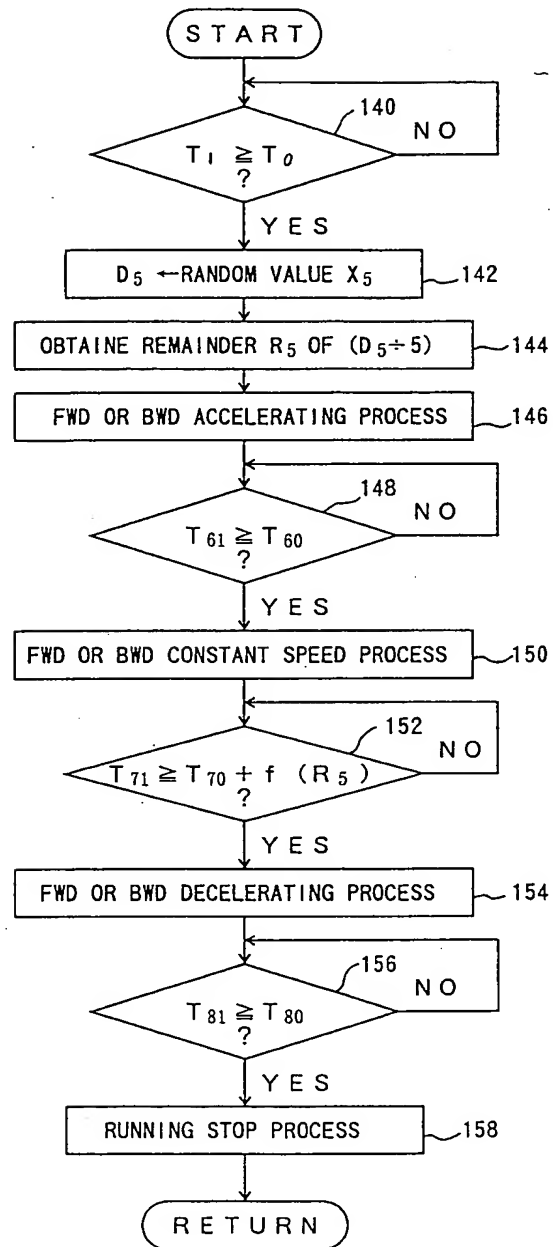 START
140
NO
T1 ≧ T0
?
YES
D5 ←RANDOM VALUE X5
142
OBTAINE REMAINDER R5 OF (D5÷5)
144
FWD OR BWD ACCELERATING PROCESS
146
148
NO
T61 ≧ T60
?
YES
FWD OR BWD CONSTANT SPEED PROCESS
150
152
NO
T71 ≧ T70 + f (R5)
?
YES
FWD OR BWD DECELERATING PROCESS
154
156
NO
T81 ≧ T80
?
YES
RUNNING STOP PROCESS
158
RETURN